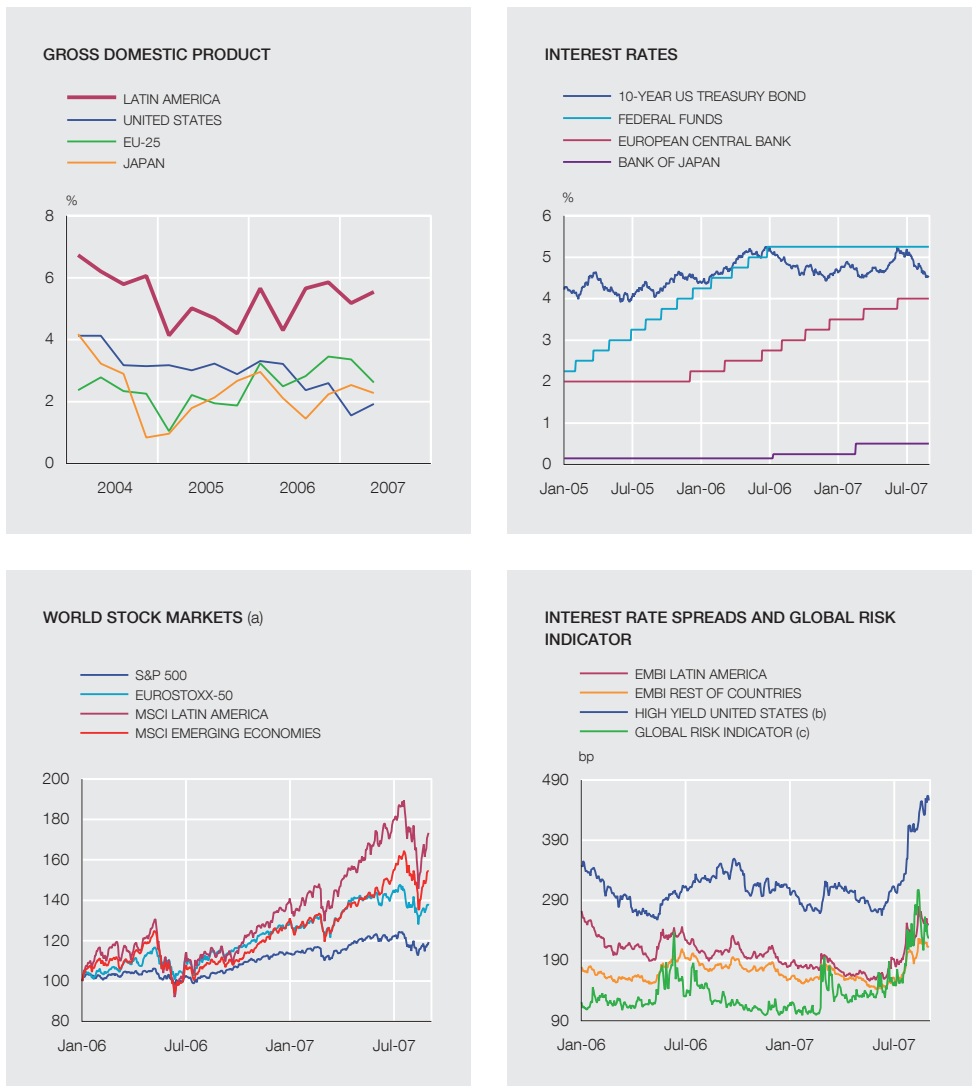 GROSS DOMESTIC PRODUCT
LATIN AMERICA
UNITED STATES
EU-25
JAPAN
%
8
6
4
2
0
2004 2005 2006 2007
INTEREST RATES
10-YEAR US TREASURY BOND
FEDERAL FUNDS
EUROPEAN CENTRAL BANK
BANK OF JAPAN
%
6
5
4
3
2
1
0
Jan-05 Jul-05 Jan-06 Jul-06 Jan-07 Jul-07
WORLD STOCK MARKETS (a)
S&P 500
EUROSTOXX-50
MSCI LATIN AMERICA
MSCI EMERGING ECONOMIES
200
180
160
140
120
100
80
Jan-06 Jul-06 Jan-07 Jul-07
INTEREST RATE SPREADS AND GLOBAL RISK
INDICATOR
EMBI LATIN AMERICA
EMBI REST OF COUNTRIES
HIGH YIELD UNITED STATES (b)
GLOBAL RISK INDICATOR (c)
bp
490
390
290
190
90
Jan-06 Jul-06 Jan-07 Jul-07